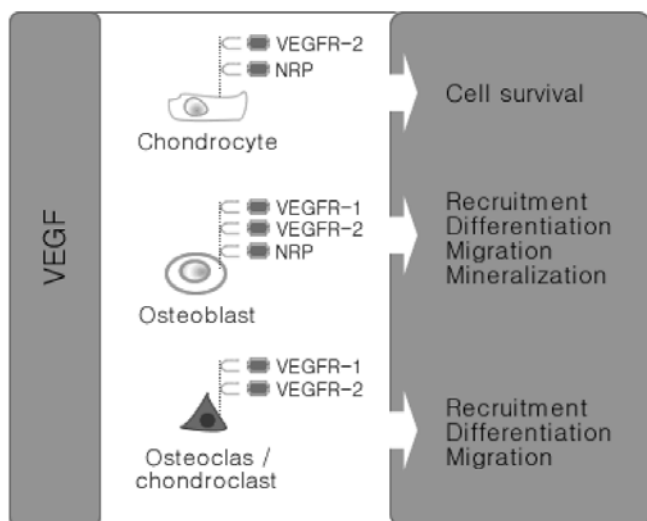 VEGF
VEGFR-2
NRP
Chondrocyte
Cell survival
VEGFR-1
VEGFR-2
NRP
Osteoblast
Recruitment
Differentiation
Migration
Mineralization
VEGFR-1
VEGFR-2
Osteoclas /
chondroclast
Recruitment
Differentiation
Migration